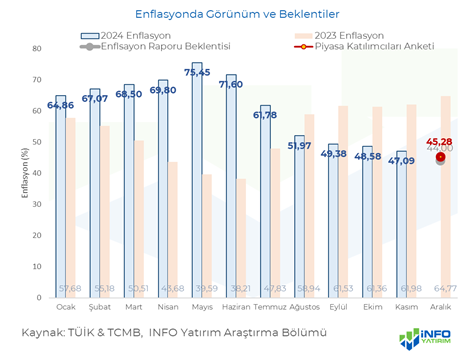 Enflasyonda Görünüm ve Beklentiler
2024 Enflasyon
2023 Enflasyon
Enflsayon Raporu Beklentisi
Piyasa Katılımcıları Anketi
Enflasyon (%)
80
70
60
50
40
30
20
10
0
64,86 67,07 68,50 69,80 75,45 71,60 61,78 51,97 49,38 48,58 47,09 45,28
44,00
57,68 55,18 50,51 43,68 39,59 38,21 47,83 58,94 61,53 61,36 61,98 64,77
Ocak Şubat Mart Nisan Mayıs Haziran Temmuz Ağustos Eylül Ekim Kasım Aralık
Kaynak: TÜİK & TCMB, INFO Yatırım Araştırma Bölümü
iNFO
YATIRIM